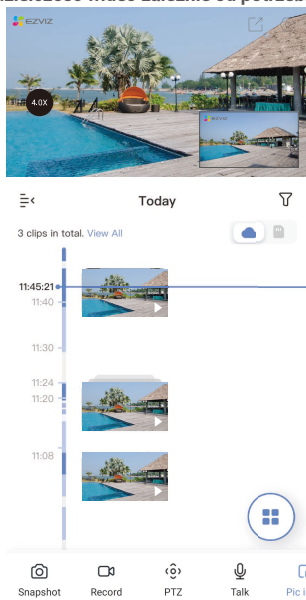 EZVIZ
4.0X
EZVIZ
Today
3 clips in total. View All
11:45:21
11:40
11:30
11:24
11:20
11:08
Snapshot
Record
PTZ
Talk